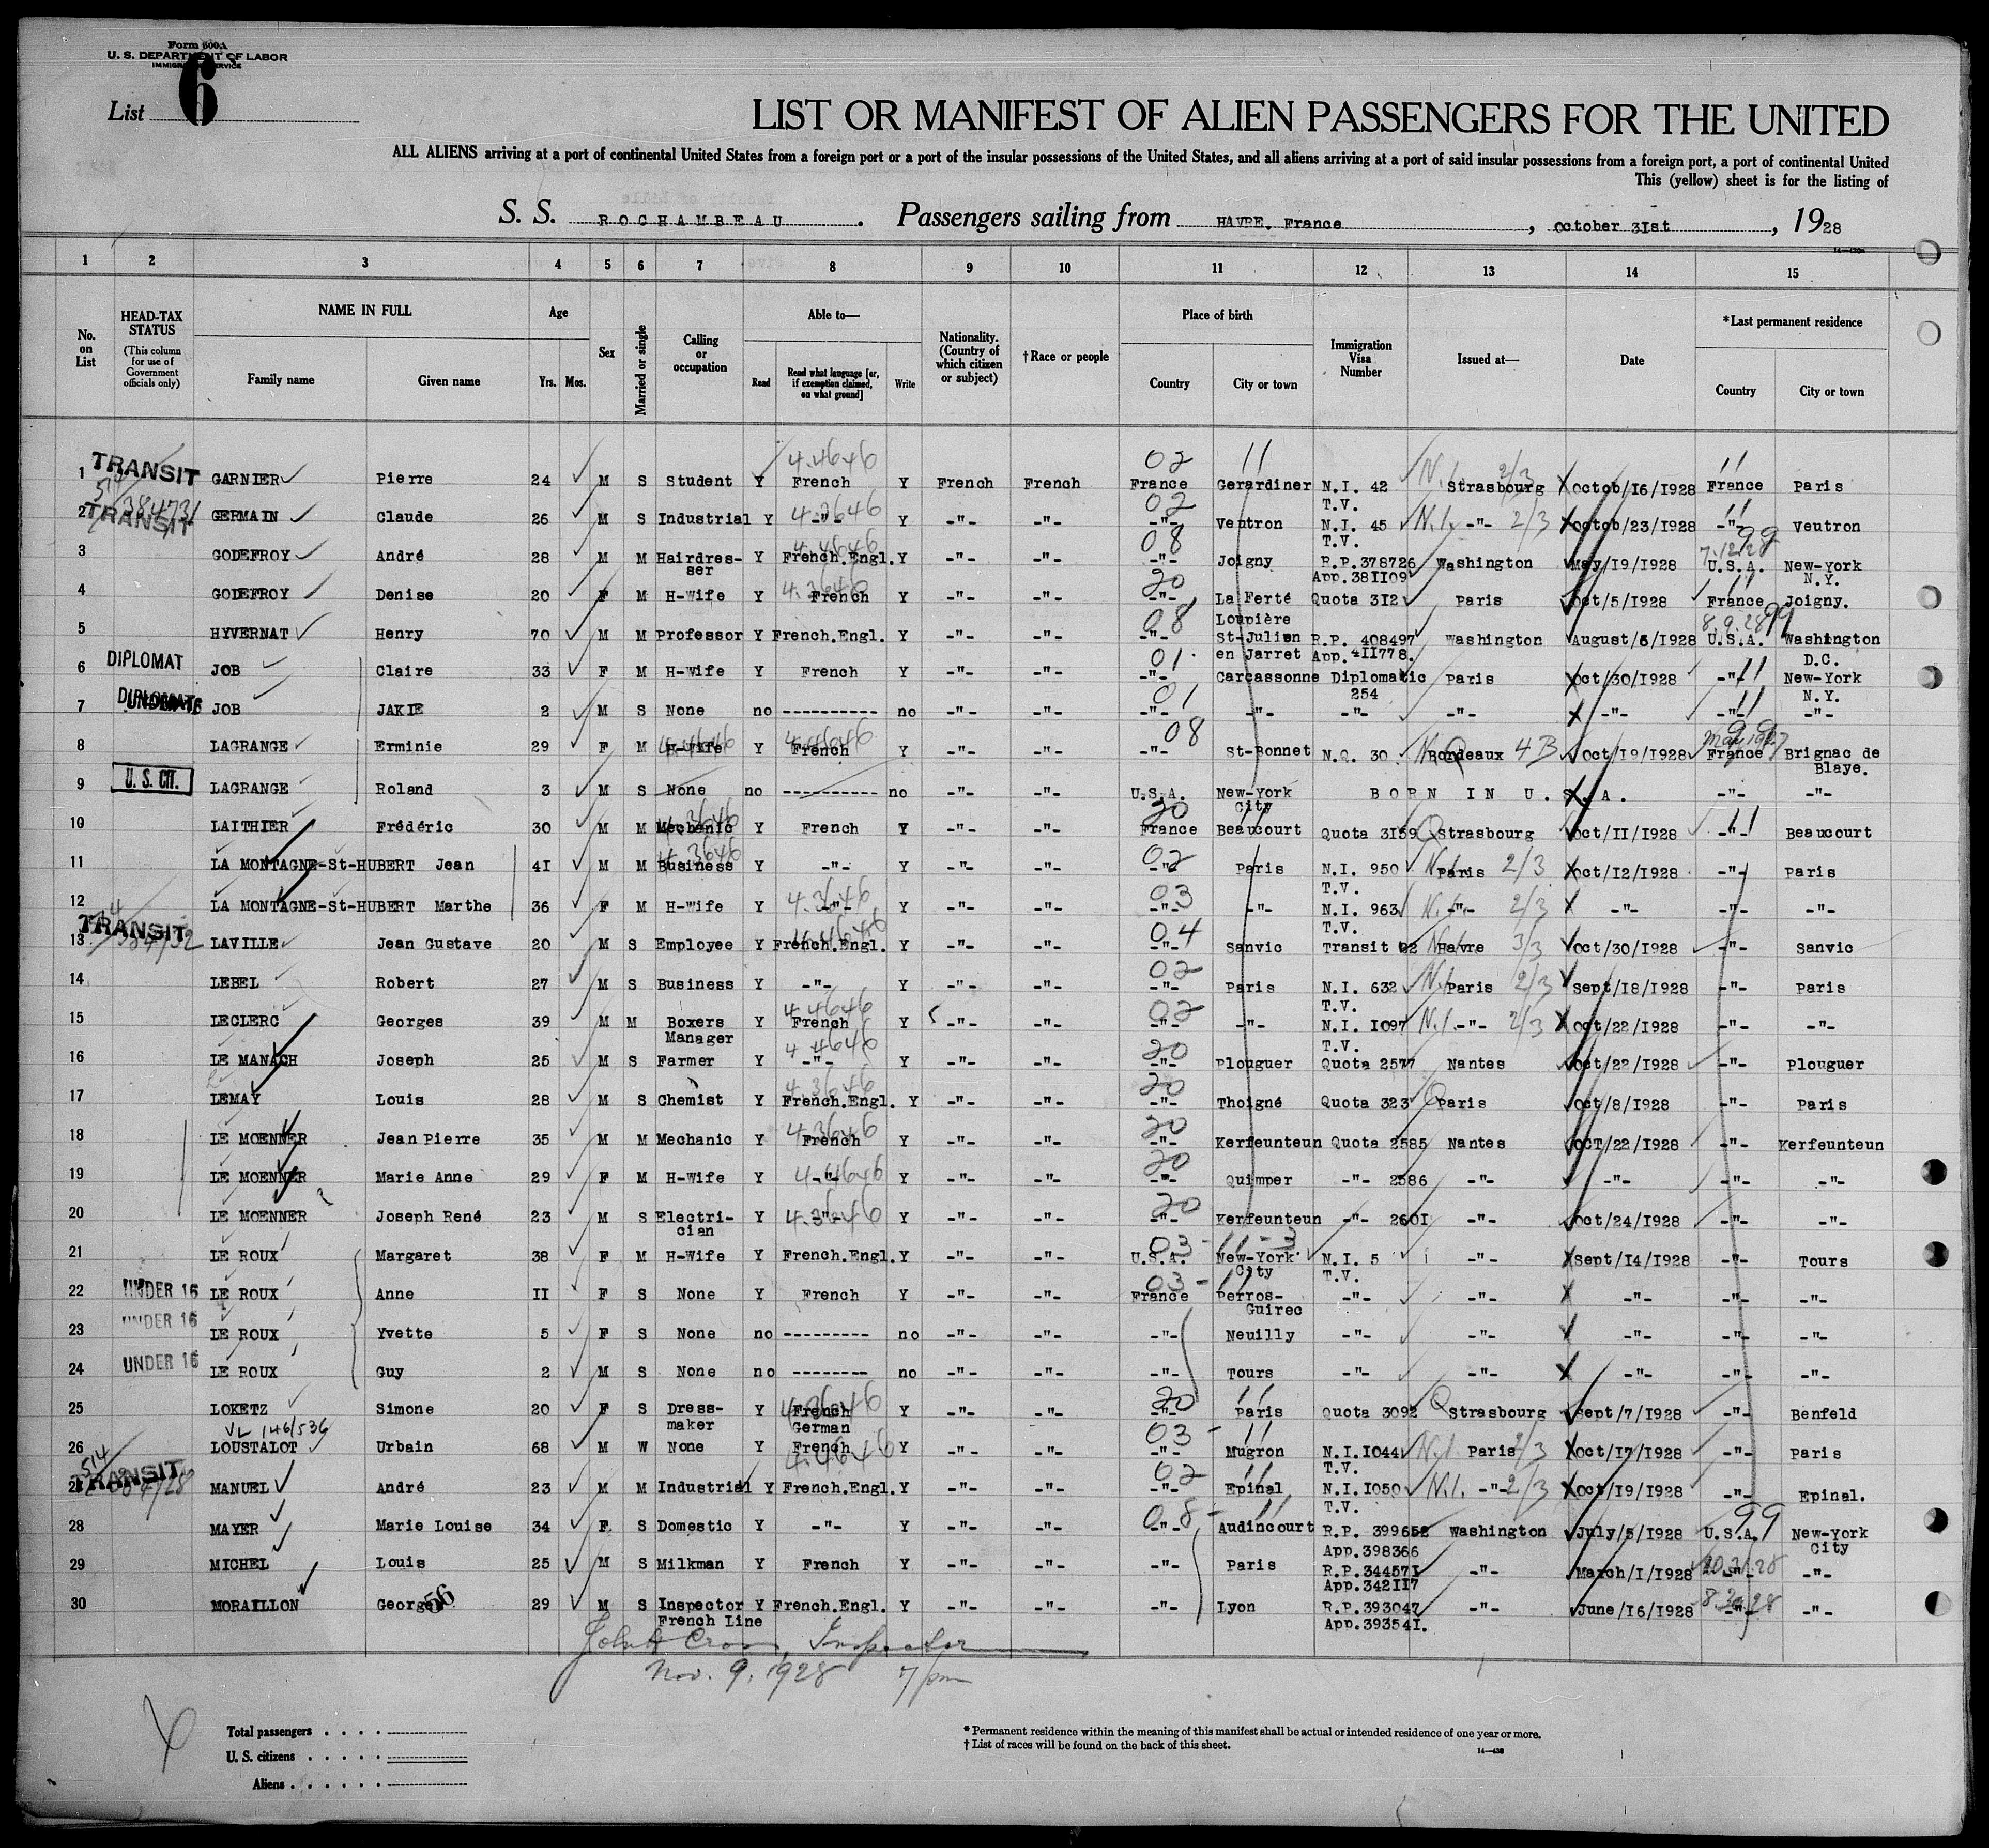 Form 600A
U. S. DEPARTMENT OF LABOR
IMMIGRATION SERVICE
List 6
LIST OR MANIFEST OF ALIEN PASSENGERS FOR THE UNITED
ALL ALIENS arriving at a port of continental United States from a foreign port or a port of the insular possessions of the United States, and all aliens arriving at a port of said insular possessions from a foreign port, a port of continental United
This (yellow) sheet is for the listing of
S. S. ROCHAMBEAU. Passengers sailing from HAVRE. France, October 31st, 1928
1 2 3 4 5 6 7 8 9 10 11 12 13 14 15
No. on List
HEAD-TAX STATUS (This column for use of Government officials only)
NAME IN FULL Family name Given name
Age Yrs. Mos.
Sex
Married or single
Calling or occupation
Able to— Read Read what language [or, if exemption claimed, on what ground] Write
Nationality. (Country of which citizen or subject)
†Race or people
Place of birth Country City or town
Immigration Visa Number
Issued at—
Date
*Last permanent residence Country City or town
1 TRANSIT GARNIER Pierre 24 M S Student Y French Y French French France Gerardiner N.I. 42 T.V. Strasbourg Octob/16/1928 France Paris
2 TRANSIT GERMAIN Claude 26 M S Industrial Y -"- Y -"- -"- -"- Ventron N.I. 45 T.V. -"- Octob/23/1928 -"- Veutron
3 GODEFROY André 28 M M Hairdres-ser Y French.Engl. Y -"- -"- -"- Joigny R.P.378726 App.381109 Washington May/19/1928 U.S.A. New-York N.Y.
4 GODEFROY Denise 20 F M H-Wife Y French Y -"- -"- -"- La Ferté Loupière Quota 312 Paris Oct/5/1928 France Joigny.
5 HYVERNAT Henry 70 M M Professor Y French.Engl. Y -"- -"- -"- St-Julien en Jarret R.P. 408497 App.411778. Washington August/6/1928 U.S.A. Washington D.C.
6 DIPLOMAT JOB Claire 33 F M H-Wife Y French Y -"- -"- -"- Carcassonne Diplomatic 254 Paris Oct/30/1928 -"- New-York N.Y.
7 DIPLOMAT UNDER 16 JOB JAKIE 2 M S None no ---------- no -"- -"- -"- -"- -"- -"- -"- -"- -"-
8 LAGRANGE Erminie 29 F M H-Wife Y French Y -"- -"- -"- St-Bonnet N.Q. 30 Bordeaux Oct/19/1928 France Brignac de Blaye.
9 U. S. CIT. LAGRANGE Roland 3 M S None no ---------- no -"- -"- U.S.A. New-York City BORN IN U.S.A. -"- -"-
10 LAITHIER Frédéric 30 M M Mechanic Y French Y -"- -"- France Beaucourt Quota 3159 Strasbourg Oct/11/1928 -"- Beaucourt
11 LA MONTAGNE-St-HUBERT Jean 41 M M Business Y -"- Y -"- -"- -"- Paris N.I. 950 T.V. Paris Oct/12/1928 -"- Paris
12 LA MONTAGNE-St-HUBERT Marthe 36 F M H-Wife Y -"- Y -"- -"- -"- -"- N.I. 963 T.V. -"- -"- -"- -"-
13 TRANSIT LAVILLE Jean Gustave 20 M S Employee Y French.Engl. Y -"- -"- -"- Sanvic Transit 22 Havre Oct/30/1928 -"- Sanvic
14 LEBEL Robert 27 M S Business Y -"- Y -"- -"- -"- Paris N.I. 632 T.V. Paris Sept/18/1928 -"- Paris
15 LECLERC Georges 39 M M Boxers Manager Y French Y -"- -"- -"- -"- N.I. 1097 T.V. -"- Oct/22/1928 -"- -"-
16 LE MANACH Joseph 25 M S Farmer Y -"- Y -"- -"- -"- Plouguer Quota 2577 Nantes Oct/22/1928 -"- Plouguer
17 LEMAY Louis 28 M S Chemist Y French.Engl. Y -"- -"- -"- Thoigné Quota 323 Paris Oct/8/1928 -"- Paris
18 LE MOENNER Jean Pierre 35 M M Mechanic Y French Y -"- -"- -"- Kerfeunteun Quota 2585 Nantes OCT/22/1928 -"- Kerfeunteun
19 LE MOENNER Marie Anne 29 F M H-Wife Y -"- Y -"- -"- -"- Quimper -"- 2586 -"- -"- -"- -"-
20 LE MOENNER Joseph René 23 M S Electri-cian Y -"- Y -"- -"- -"- Kerfeunteun -"- 2601 -"- Oct/24/1928 -"- -"-
21 LE ROUX Margaret 38 F M H-Wife Y French.Engl. Y -"- -"- U.S.A. New-York City N.I. 5 T.V. -"- Sept/14/1928 -"- Tours
22 UNDER 16 LE ROUX Anne 11 F S None Y French Y -"- -"- France Perros-Guirec -"- -"- -"- -"- -"-
23 UNDER 16 LE ROUX Yvette 5 F S None no --------- no -"- -"- -"- Neuilly -"- -"- -"- -"- -"-
24 UNDER 16 LE ROUX Guy 2 M S None no -------- no -"- -"- -"- Tours -"- -"- -"- -"- -"-
25 LOKETZ Simone 20 F S Dress-maker Y French German Y -"- -"- -"- Paris Quota 3092 Strasbourg Sept/7/1928 -"- Benfeld
VL 146/536
26 LOUSTALOT Urbain 68 M W None Y French Y -"- -"- -"- Mugron N.I.1044 T.V. Paris Oct/17/1928 -"- Paris
27 TRANSIT MANUEL André 23 M M Industrial Y French.Engl. Y -"- -"- -"- Epinal N.I.1050 T.V. -"- Oct/19/1928 -"- Epinal.
28 MAYER Marie Louise 34 F S Domestic Y -"- Y -"- -"- -"- Audincourt R.P. 399652 App.398366 Washington July/5/1928 U.S.A. New-York City
29 MICHEL Louis 25 M S Milkman Y French Y -"- -"- -"- Paris R.P.344571 App.342117 -"- March/1/1928 -"- -"-
30 MORAILLON George 56 29 M S Inspector French Line Y French.Engl. Y -"- -"- -"- Lyon R.P.393047 App.393541. -"- June/16/1928 -"- -"-
Inspector
Nov. 9, 1928 7 pm
Total passengers . . . .
U. S. citizens . . . . .
Aliens . . . . . .
* Permanent residence within the meaning of this manifest shall be actual or intended residence of one year or more.
† List of races will be found on the back of this sheet.